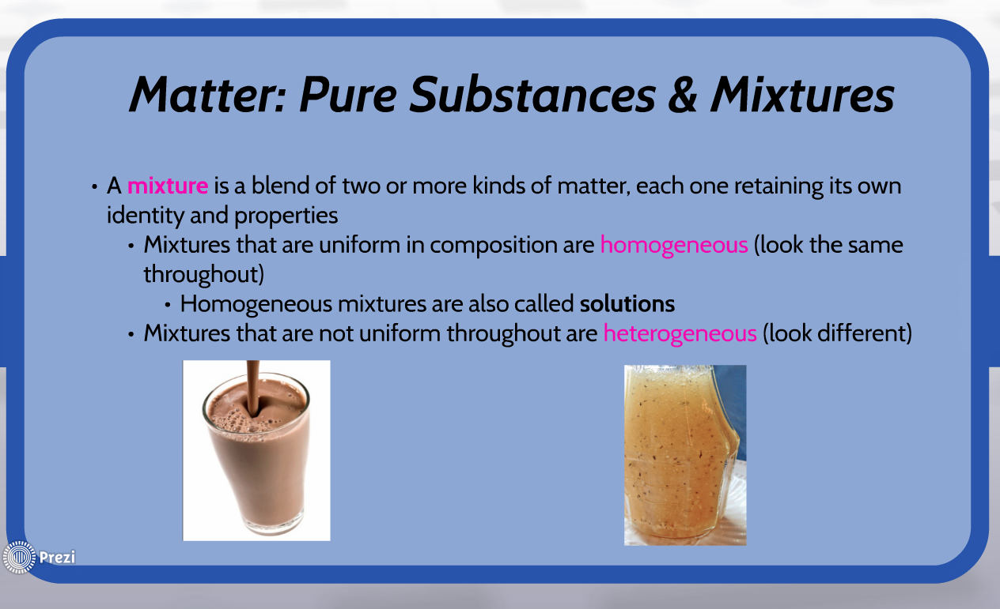 Matter: Pure Substances & Mixtures
• A mixture is a blend of two or more kinds of matter, each one retaining its own
identity and properties
• Mixtures that are uniform in composition are homogeneous (look the same
throughout)
• Homogeneous mixtures are also called solutions
• Mixtures that are not uniform throughout are heterogeneous (look different)
Prezi